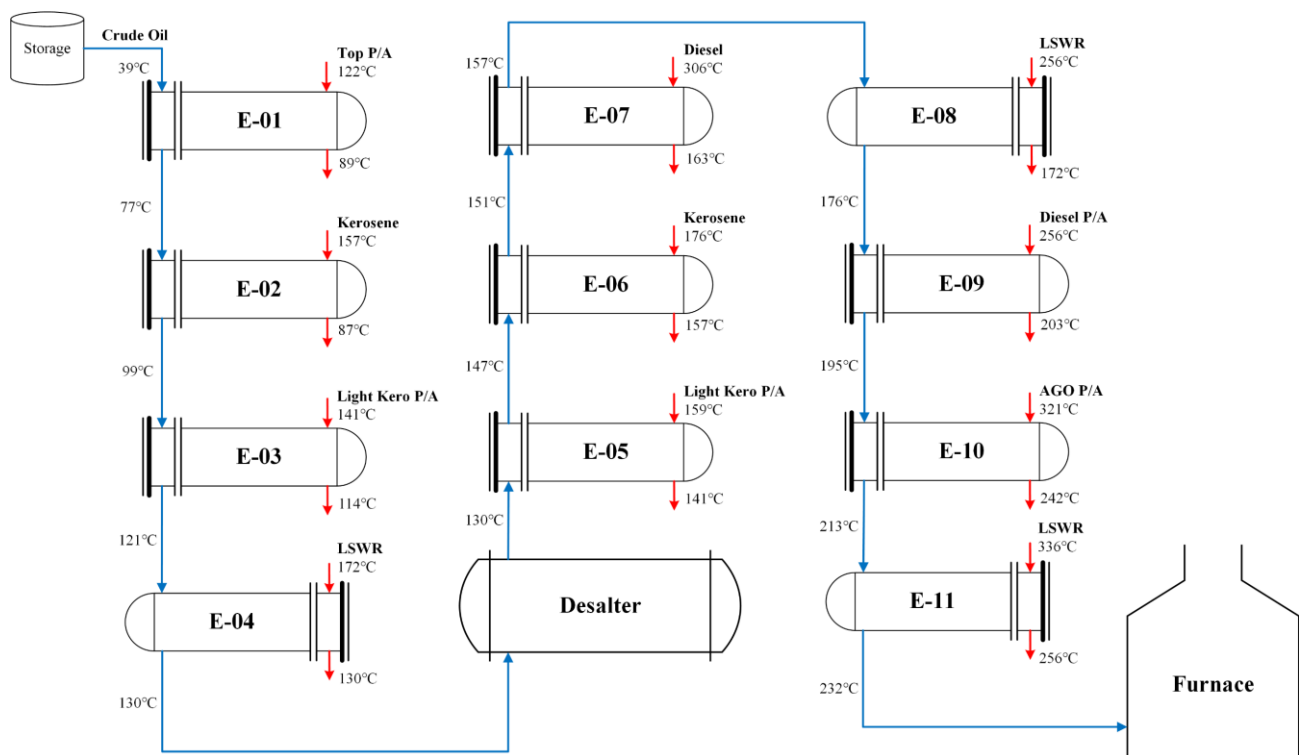 Storage
Crude Oil
39℃
Top P/A
122℃
E-01
89℃
77℃
Kerosene
157℃
E-02
87℃
99℃
Light Kero P/A
141℃
E-03
114℃
121℃
LSWR
172℃
E-04
130℃
130℃
Desalter
130℃
Light Kero P/A
159℃
E-05
141℃
147℃
Kerosene
176℃
E-06
157℃
151℃
Diesel
306℃
E-07
163℃
157℃
LSWR
256℃
E-08
172℃
176℃
Diesel P/A
256℃
E-09
203℃
195℃
AGO P/A
321℃
E-10
242℃
213℃
LSWR
336℃
E-11
256℃
232℃
Furnace